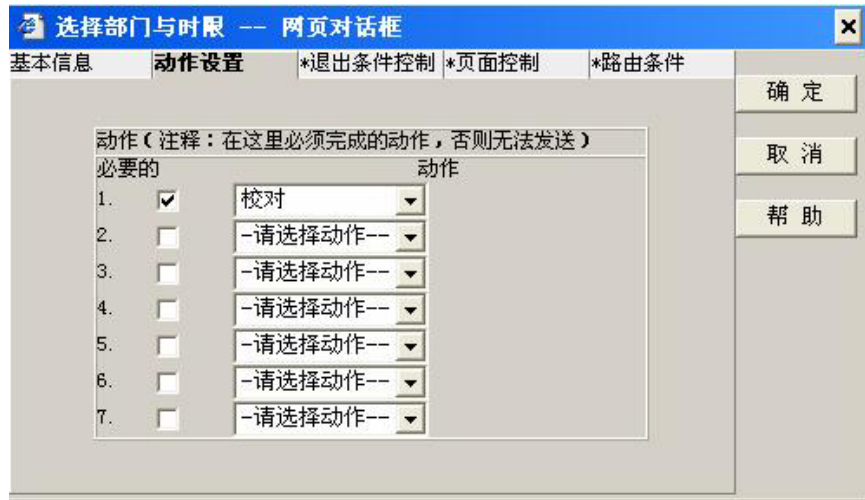 选择部门与时限 -- 网页对话框
基本信息 动作设置 *退出条件控制 *页面控制 *路由条件
确 定
取 消
帮 助
动作(注释:在这里必须完成的动作,否则无法发送)
必要的 动作
1. 校对
2. -请选择动作--
3. -请选择动作--
4. -请选择动作--
5. -请选择动作--
6. -请选择动作--
7. -请选择动作--